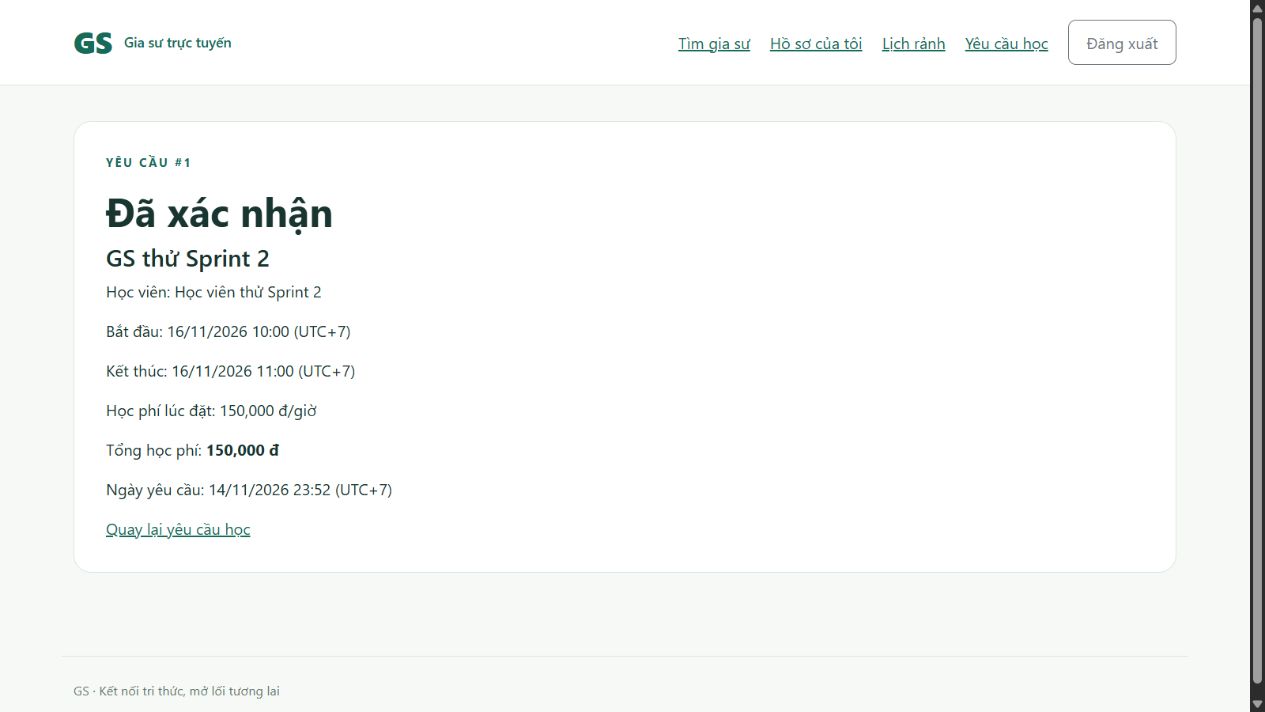 GS Gia sư trực tuyến
Tìm gia sư Hồ sơ của tôi Lịch rảnh Yêu cầu học Đăng xuất
YÊU CẦU #1
Đã xác nhận
GS thử Sprint 2
Học viên: Học viên thử Sprint 2
Bắt đầu: 16/11/2026 10:00 (UTC+7)
Kết thúc: 16/11/2026 11:00 (UTC+7)
Học phí lúc đặt: 150,000 đ/giờ
Tổng học phí: 150,000 đ
Ngày yêu cầu: 14/11/2026 23:52 (UTC+7)
Quay lại yêu cầu học
GS · Kết nối tri thức, mở lối tương lai